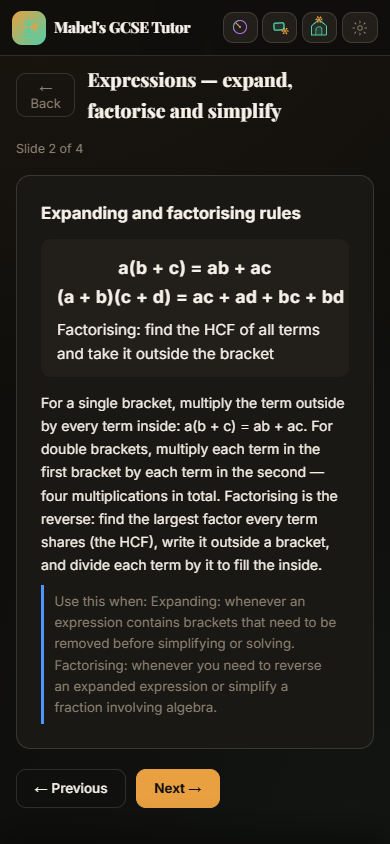 Mabel's GCSE Tutor
← Back
Expressions — expand,
factorise and simplify
Slide 2 of 4
Expanding and factorising rules
a(b + c) = ab + ac
(a + b)(c + d) = ac + ad + bc + bd
Factorising: find the HCF of all terms
and take it outside the bracket
For a single bracket, multiply the term outside
by every term inside: a(b + c) = ab + ac. For
double brackets, multiply each term in the
first bracket by each term in the second —
four multiplications in total. Factorising is the
reverse: find the largest factor every term
shares (the HCF), write it outside a bracket,
and divide each term by it to fill the inside.
Use this when: Expanding: whenever an
expression contains brackets that need to be
removed before simplifying or solving.
Factorising: whenever you need to reverse
an expanded expression or simplify a
fraction involving algebra.
← Previous
Next →